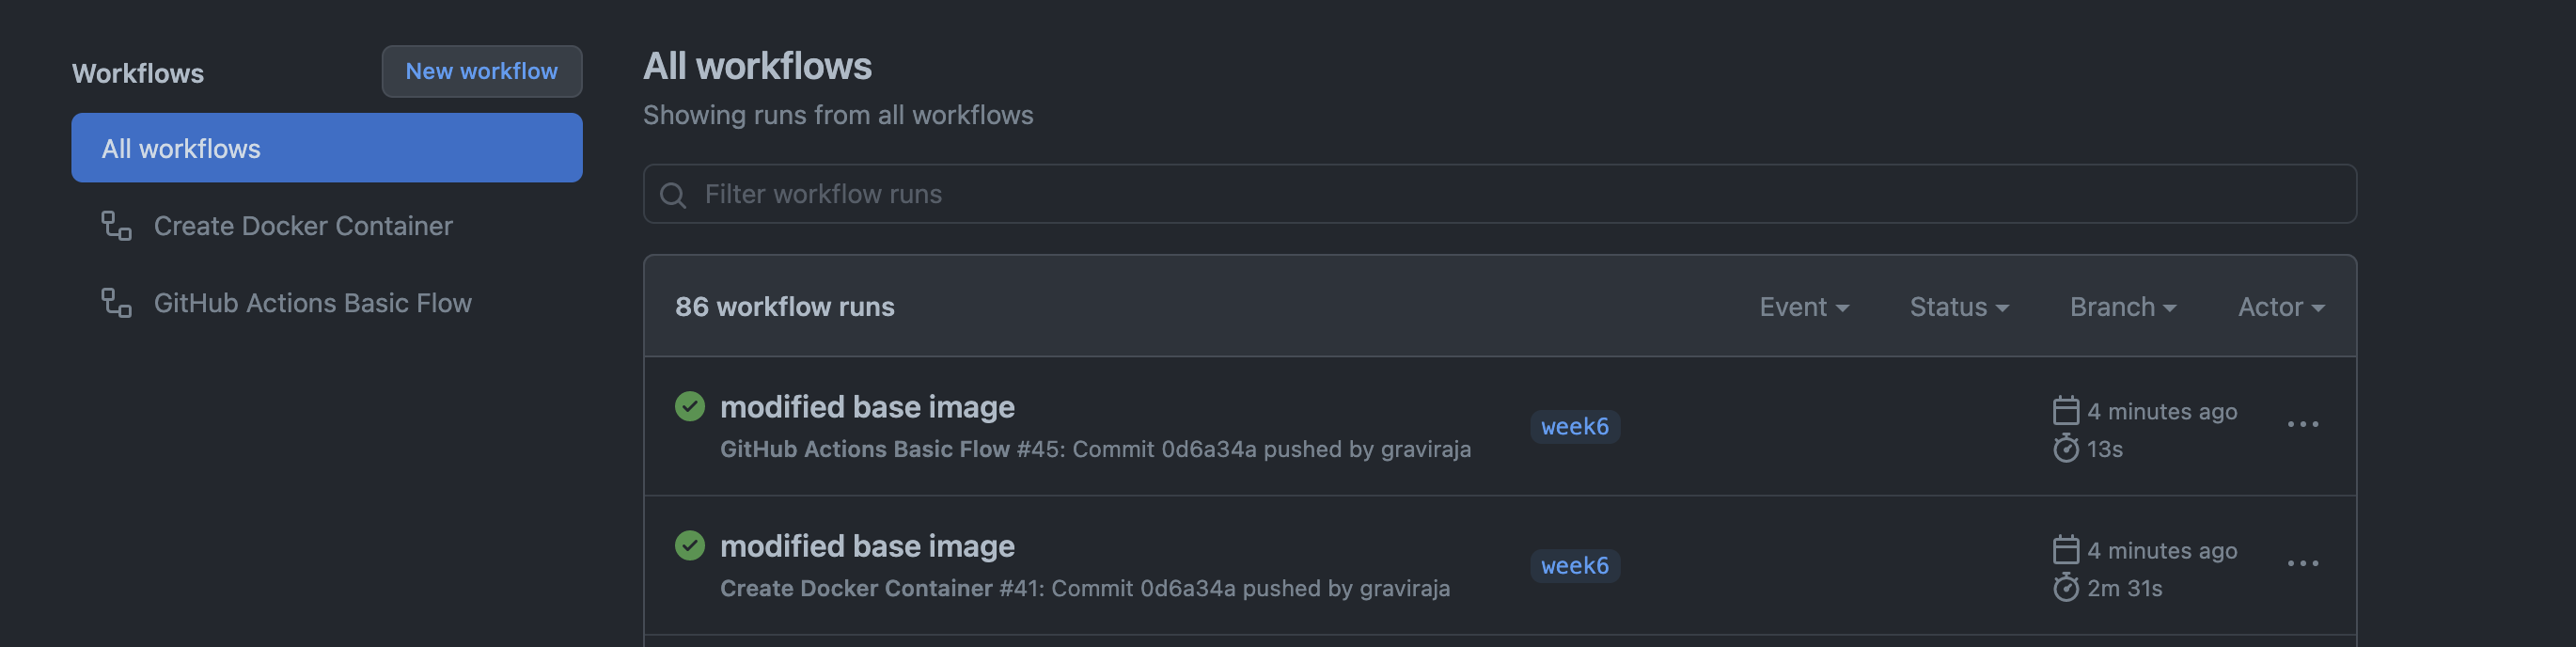 Workflows
New workflow
All workflows
Create Docker Container
GitHub Actions Basic Flow
All workflows
Showing runs from all workflows
Filter workflow runs
86 workflow runs
Event
Status
Branch
Actor
modified base image
GitHub Actions Basic Flow #45: Commit 0d6a34a pushed by graviraja
week6
4 minutes ago
13s
modified base image
Create Docker Container #41: Commit 0d6a34a pushed by graviraja
week6
4 minutes ago
2m 31s